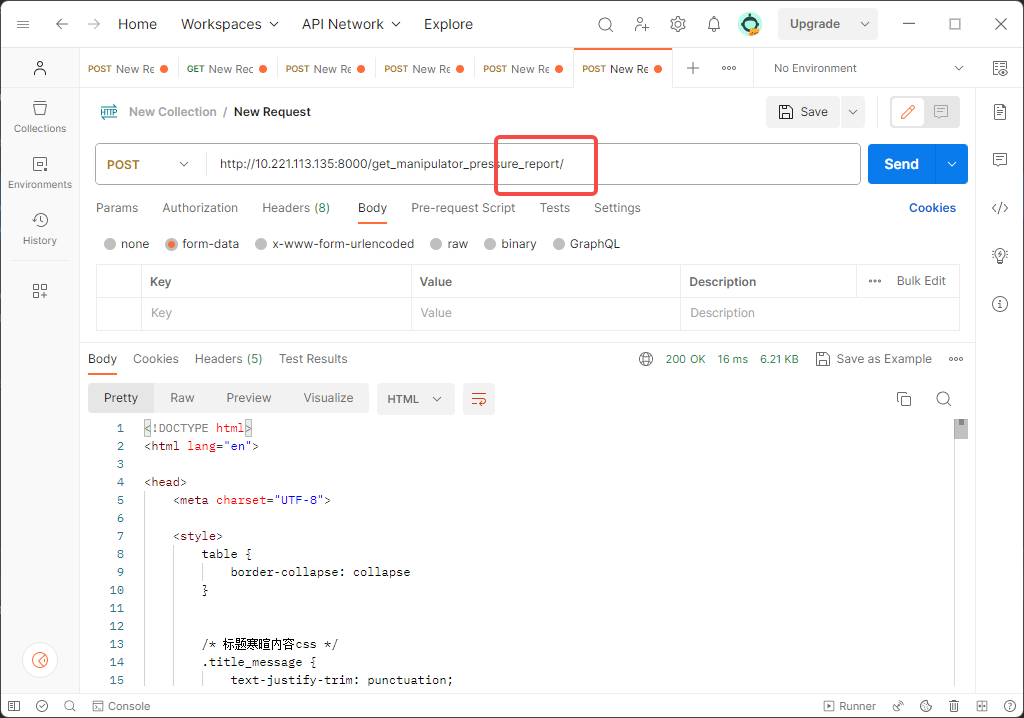 Home Workspaces API Network Explore Upgrade
POST New Re GET New Rec POST New Re POST New Re POST New Re POST New Re No Environment
HTTP New Collection / New Request Save
POST http://10.221.113.135:8000/get_manipulator_pressure_report/ Send
Params Authorization Headers (8) Body Pre-request Script Tests Settings Cookies
none form-data x-www-form-urlencoded raw binary GraphQL
Key Value Description Bulk Edit
Key Value Description
Collections
Environments
History
Body Cookies Headers (5) Test Results 200 OK 16 ms 6.21 KB Save as Example
Pretty Raw Preview Visualize HTML
1 <!DOCTYPE html>
2 <html lang="en">
3
4 <head>
5 <meta charset="UTF-8">
6
7 <style>
8 table {
9 border-collapse: collapse
10 }
11
12
13 /* 标题寒暄内容css */
14 .title_message {
15 text-justify-trim: punctuation;
Console Runner